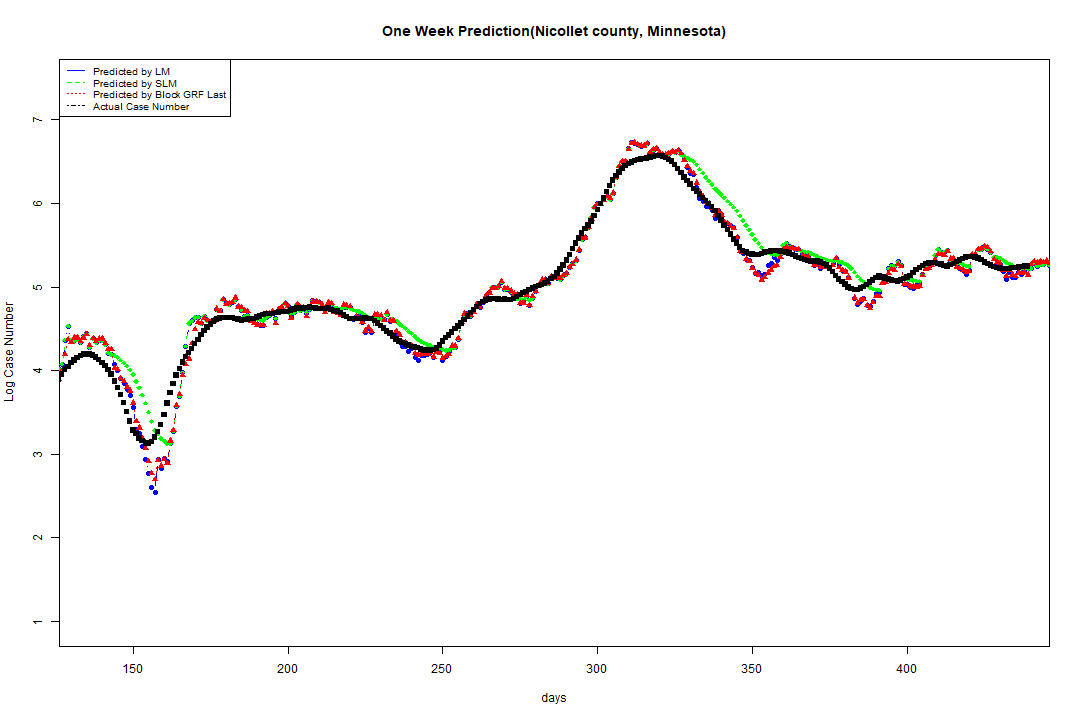 One Week Prediction(Nicollet county, Minnesota)
Predicted by LM
Predicted by SLM
Predicted by Block GRF Last
Actual Case Number
7
6
5
4
3
2
1
Log Case Number
150 200 250 300 350 400
days